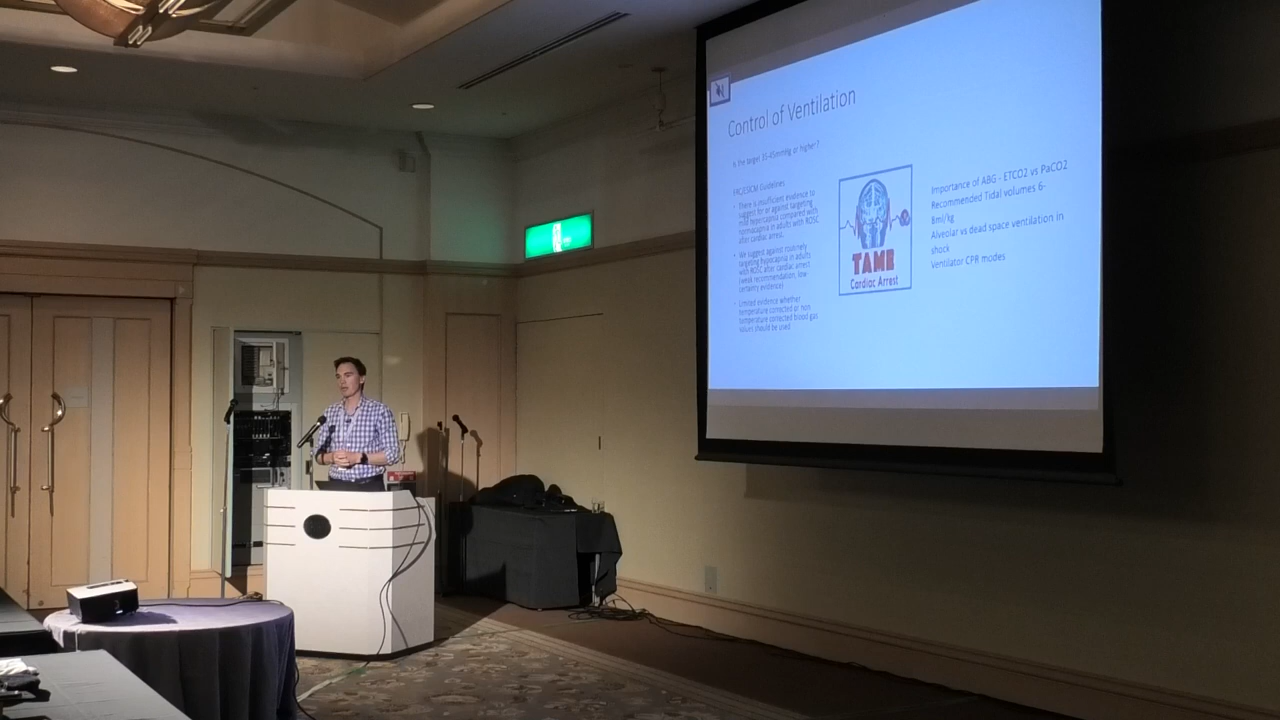 Control of Ventilation
Is the target 35-45mmHg or higher?
ERC/ESICM Guidelines
• There is insufficient evidence to
suggest for or against targeting
mild hypercapnia compared with
normocapnia in adults with ROSC
after cardiac arrest.
• We suggest against routinely
targeting hypocapnia in adults
with ROSC after cardiac arrest
(weak recommendation, low
certainty evidence)
• Limited evidence whether
temperature corrected or non
temperature corrected blood gas
values should be used
TAME
Cardiac Arrest
Importance of ABG - ETCO2 vs PaCO2
Recommended Tidal volumes 6-
8ml/kg
Alveolar vs dead space ventilation in
shock
Ventilator CPR modes